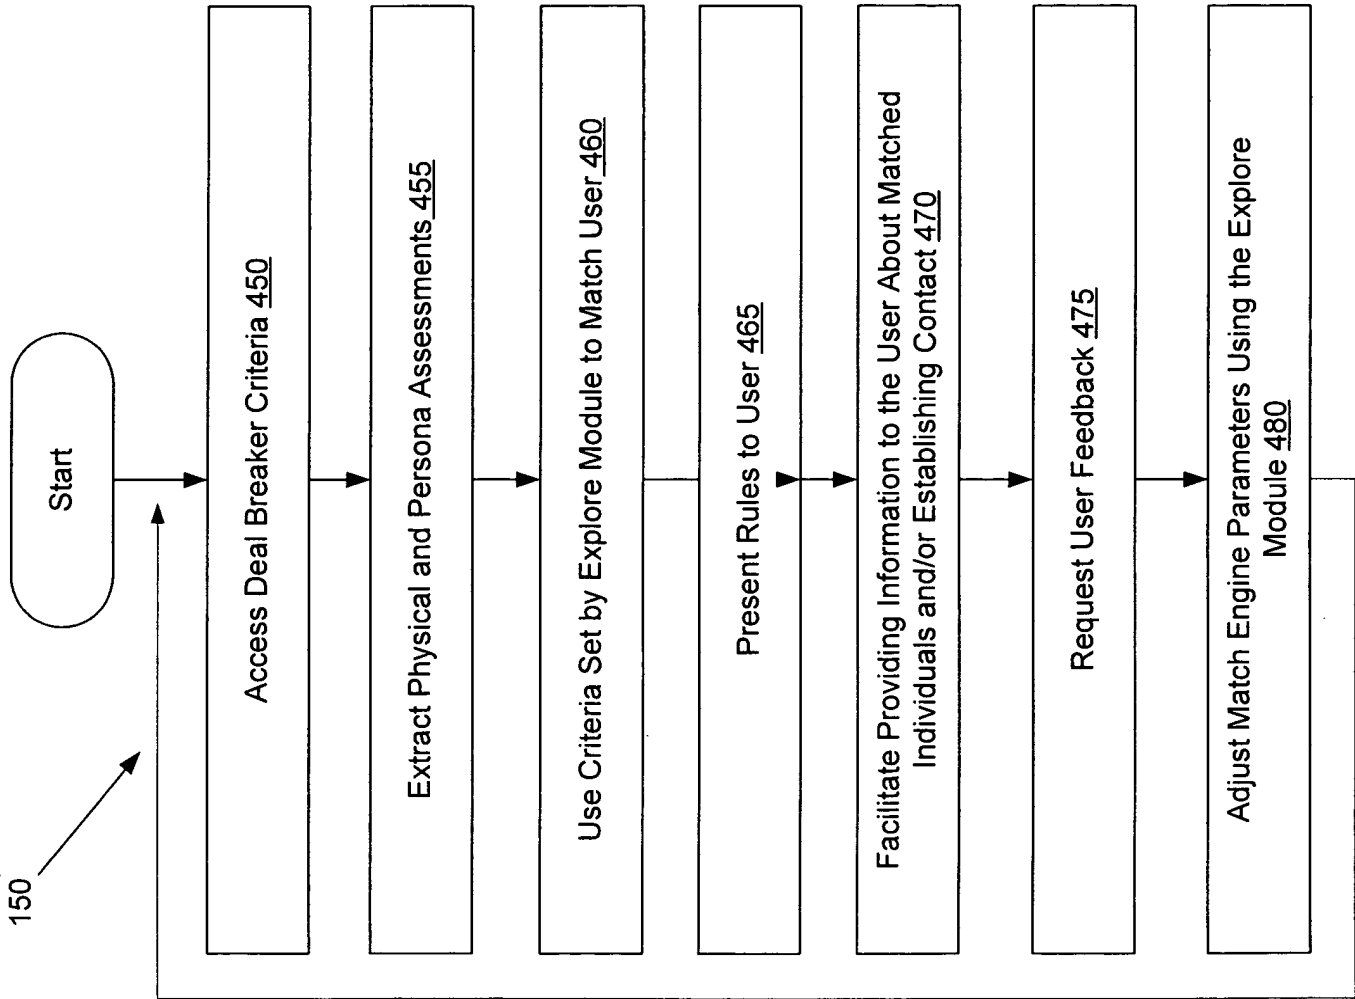 150
Start
Access Deal Breaker Criteria 450
Extract Physical and Persona Assessments 455
Use Criteria Set by Explore Module to Match User 460
Present Rules to User 465
Facilitate Providing Information to the User About Matched
Individuals and/or Establishing Contact 470
Request User Feedback 475
Adjust Match Engine Parameters Using the Explore
Module 480